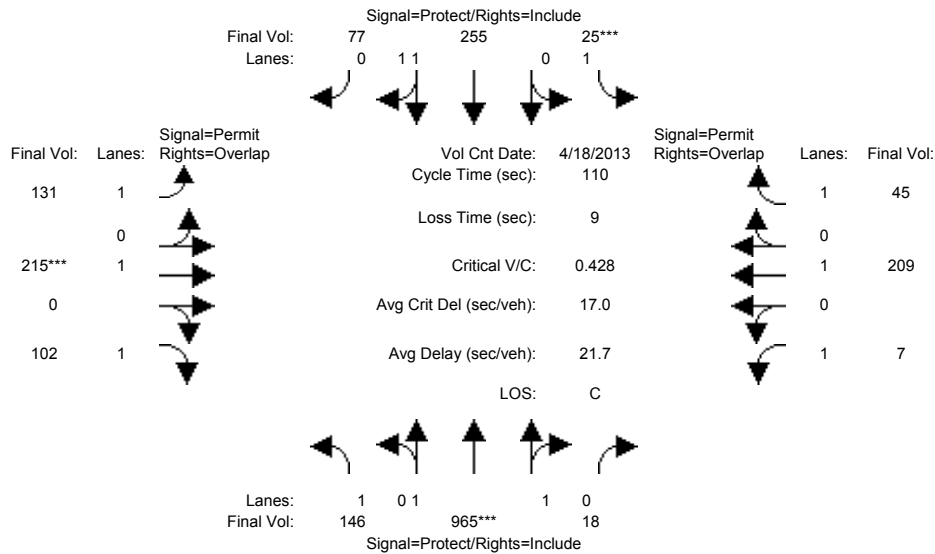 Signal=Protect/Rights=Include
Final Vol: 77 255 25***
Lanes: 0 1 1 0 1
Signal=Permit Signal=Permit
Final Vol: Lanes: Rights=Overlap Vol Cnt Date: 4/18/2013 Rights=Overlap Lanes: Final Vol:
Cycle Time (sec): 110
131 1 1 45
Loss Time (sec): 9
0 0
215*** 1 Critical V/C: 0.428 1 209
0 Avg Crit Del (sec/veh): 17.0 0
102 1 Avg Delay (sec/veh): 21.7 1 7
LOS: C
Lanes: 1 0 1 1 0
Final Vol: 146 965*** 18
Signal=Protect/Rights=Include